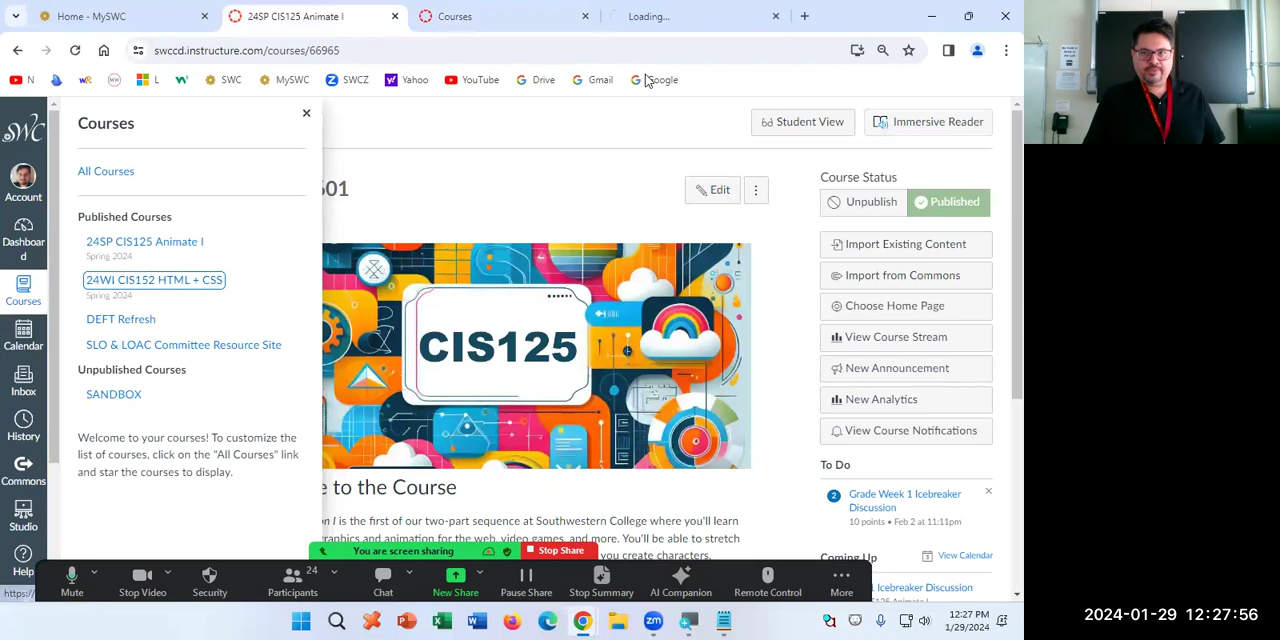 Home - MySWC
24SP CIS125 Animate I
Courses
Loading...
swccd.instructure.com/courses/66965
N
L
SWC
MySWC
SWCZ
Yahoo
YouTube
Drive
Gmail
Google
SWC
Account
Dashboar
d
Courses
Calendar
Inbox
History
Commons
Studio
Help
https:/
Courses
All Courses
Published Courses
24SP CIS125 Animate I
Spring 2024
24WI CIS152 HTML + CSS
Spring 2024
DEFT Refresh
SLO & LOAC Committee Resource Site
Unpublished Courses
SANDBOX
Welcome to your courses! To customize the
list of courses, click on the "All Courses" link
and star the courses to display.
Student View
Immersive Reader
601
Edit
CIS125
e to the Course
on I is the first of our two-part sequence at Southwestern College where you'll learn
graphics and animation for the web, video games, and more. You'll be able to stretch
you create characters,
Course Status
Unpublish
Published
Import Existing Content
Import from Commons
Choose Home Page
View Course Stream
New Announcement
New Analytics
View Course Notifications
To Do
2
Grade Week 1 Icebreaker
Discussion
10 points • Feb 2 at 11:11pm
Coming Up
View Calendar
1 Icebreaker Discussion
You are screen sharing
Stop Share
Mute
Stop Video
Security
Participants
24
Chat
New Share
Pause Share
Stop Summary
AI Companion
Remote Control
More
12:27 PM
1/29/2024
2024-01-29 12:27:56